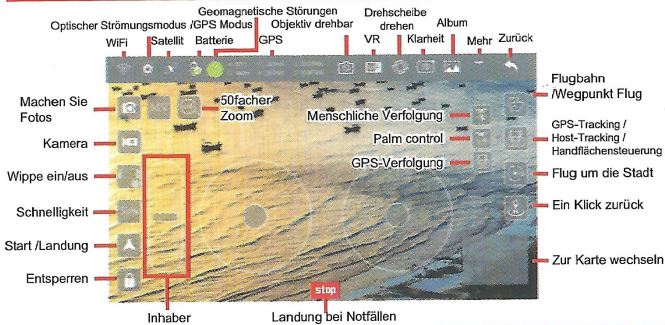 Geomagnetische Störungen
Optischer Strömungsmodus /GPS Modus
Objektiv drehbar
Drehscheibe
drehen
Album
WiFi
Satellit
Batterie
GPS
VR
Klarheit
Mehr
Zurück
Machen Sie
Fotos
50facher
Zoom
Menschliche Verfolgung
Flugbahn
/Wegpunkt Flug
Kamera
Palm control
GPS-Tracking /
Host-Tracking /
Handflächensteuerung
Wippe ein/aus
GPS-Verfolgung
Flug um die Stadt
Schnelligkeit
Ein Klick zurück
Start /Landung
Entsperren
Zur Karte wechseln
stop
Inhaber
Landung bei Notfällen